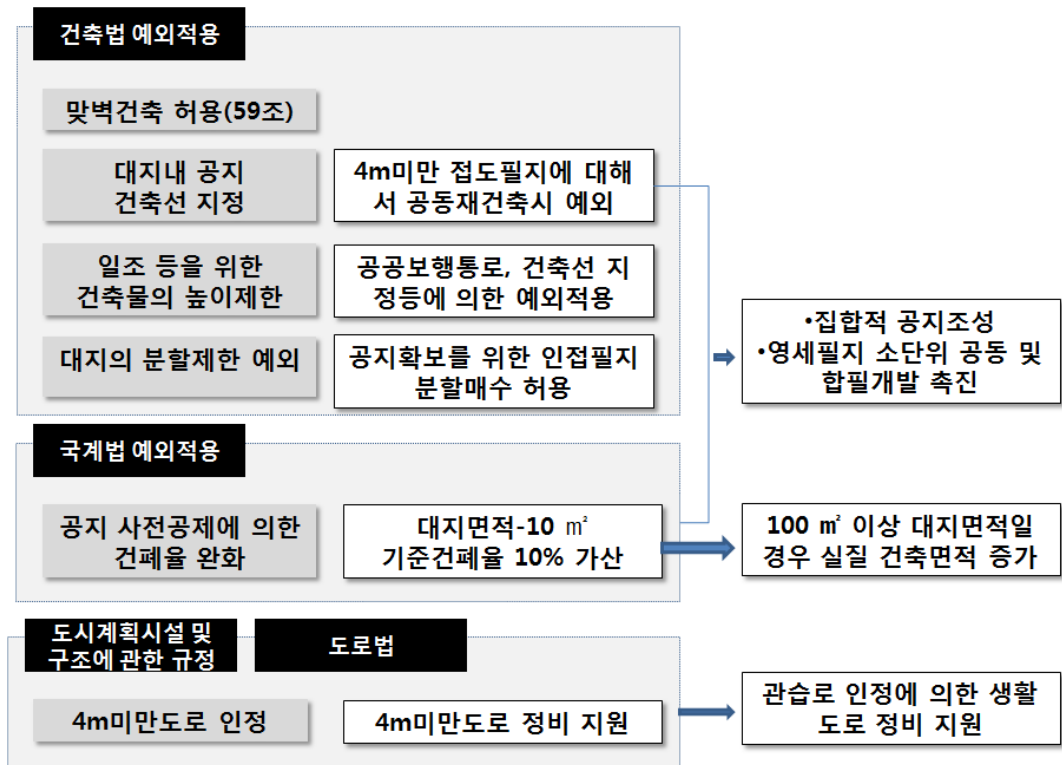 건축법 예외적용
맞벽건축 허용(59조)
대지내 공지
건축선 지정
4m미만 접도필지에 대해
서 공동재건축시 예외
일조 등을 위한
건축물의 높이제한
공공보행통로, 건축선 지
정등에 의한 예외적용
대지의 분할제한 예외
공지확보를 위한 인접필지
분할매수 허용
•집합적 공지조성
•영세필지 소단위 공동 및
합필개발 촉진
국계법 예외적용
공지 사전공제에 의한
건폐율 완화
대지면적-10 ㎡
기준건폐율 10% 가산
100 ㎡ 이상 대지면적일
경우 실질 건축면적 증가
도시계획시설 및
구조에 관한 규정
도로법
4m미만도로 인정
4m미만도로 정비 지원
관습로 인정에 의한 생활
도로 정비 지원